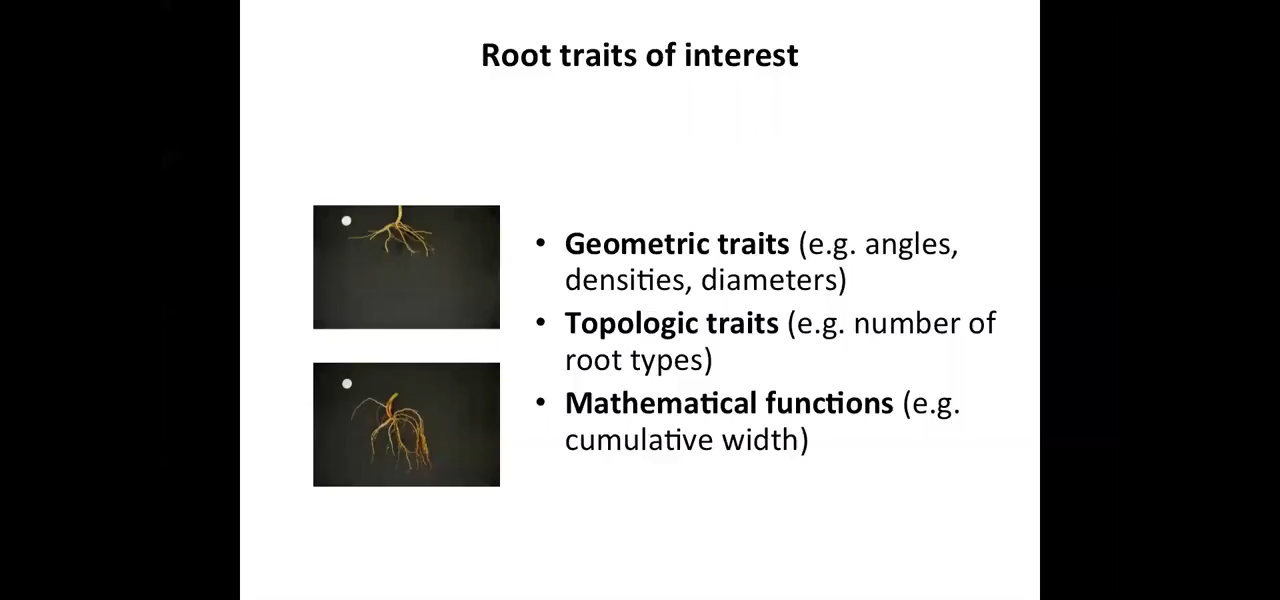 Root traits of interest
• Geometric traits (e.g. angles,
densities, diameters)
• Topologic traits (e.g. number of
root types)
• Mathematical functions (e.g.
cumulative width)